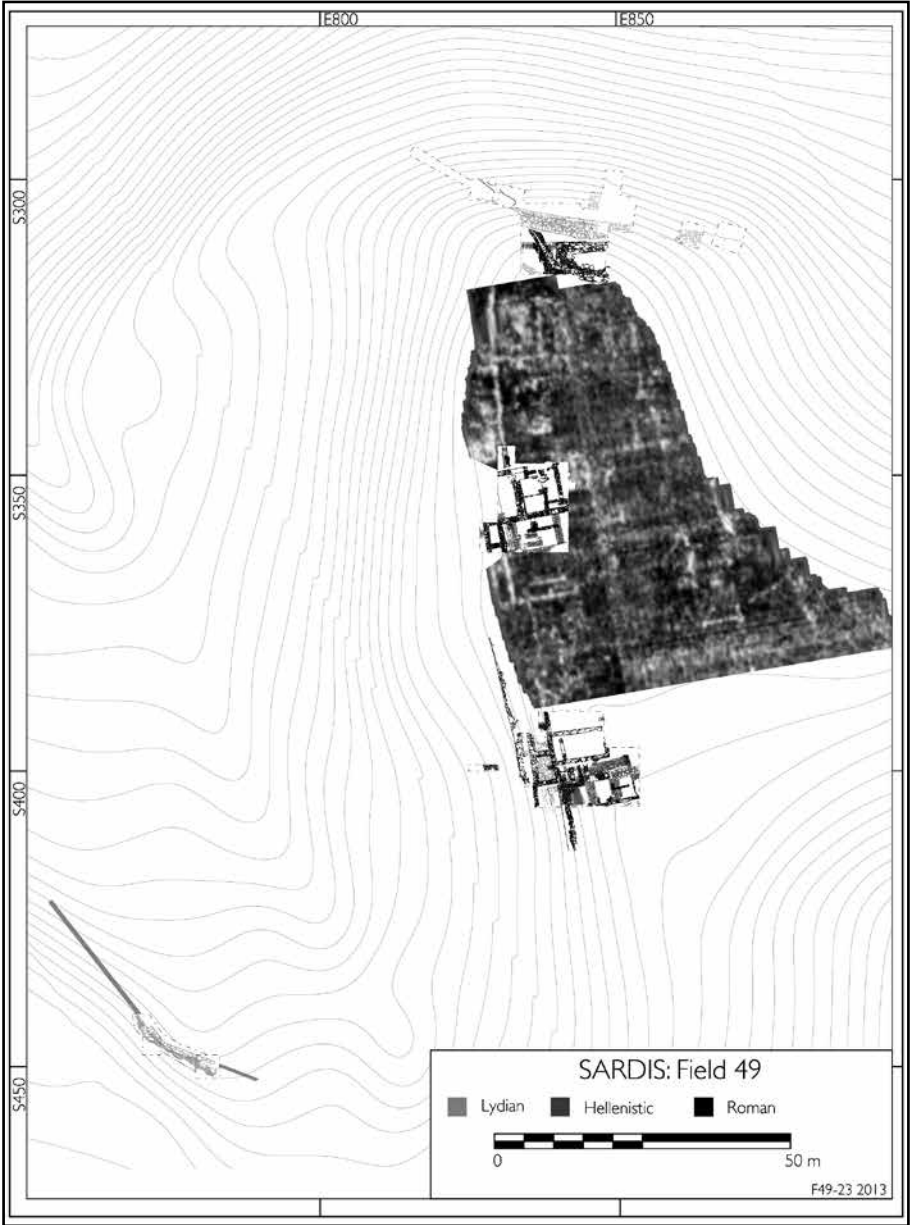 E800
E850
S300
S350
S400
S450
SARDIS: Field 49
Lydian Hellenistic Roman
0 50 m
F49-23 2013